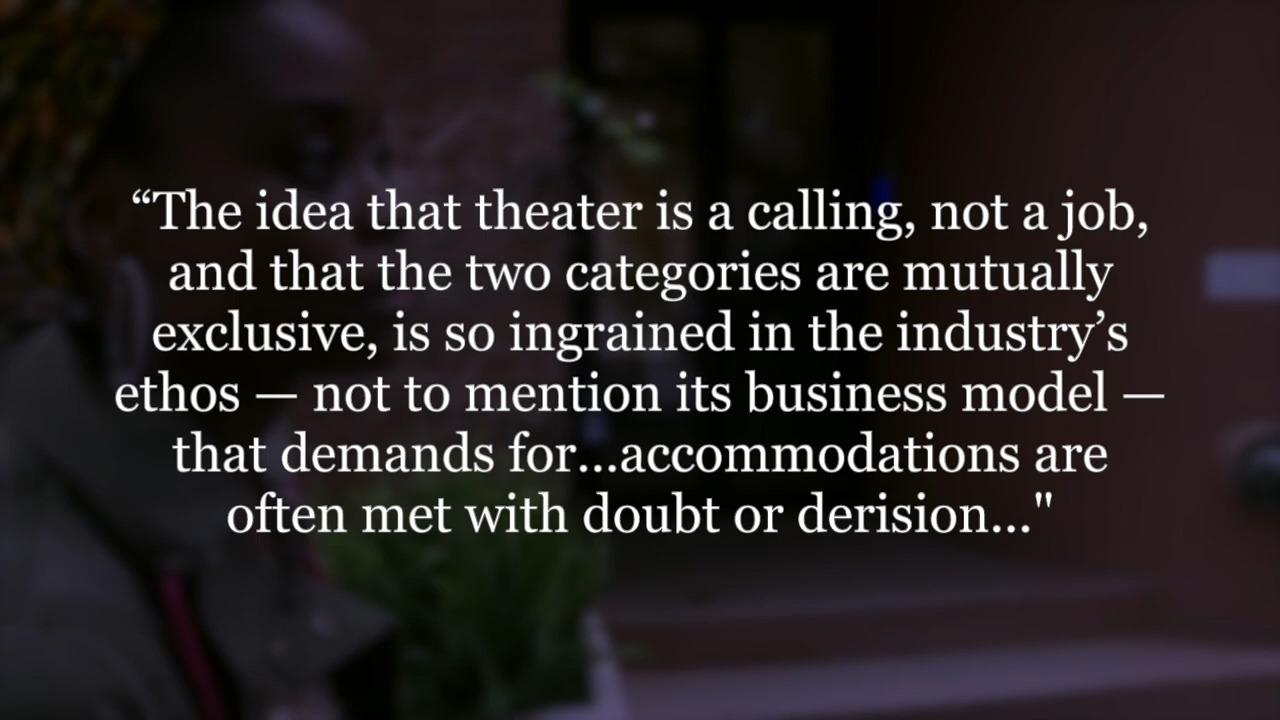 “The idea that theater is a calling, not a job,
and that the two categories are mutually
exclusive, is so ingrained in the industry’s
ethos — not to mention its business model —
that demands for...accommodations are
often met with doubt or derision..."